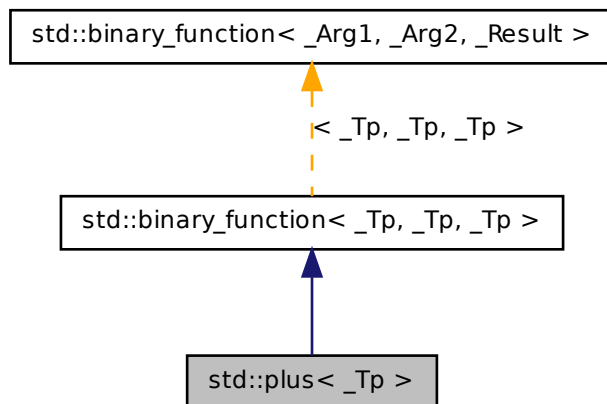 std::binary_function< _Arg1, _Arg2, _Result >
< _Tp, _Tp, _Tp >
std::binary_function< _Tp, _Tp, _Tp >
std::plus< _Tp >